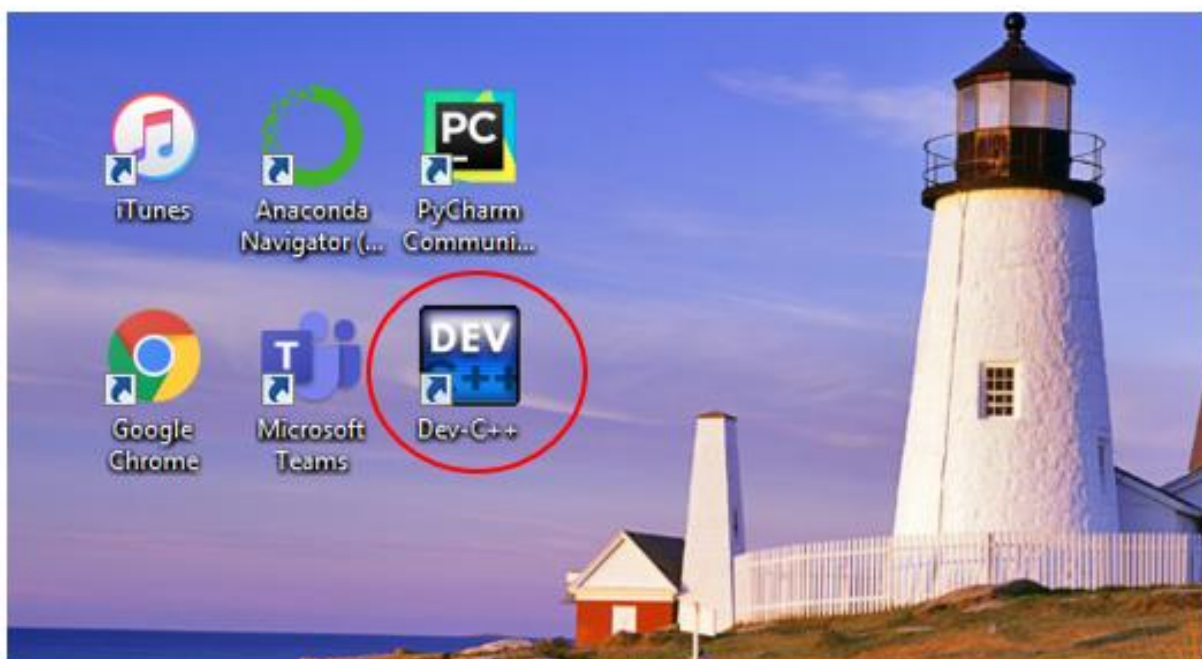 PC
iTunes
Anaconda
Navigator (...
PyCharm
Communi...
DEV
C++
T
Google
Chrome
Microsoft
Teams
Dev-C++